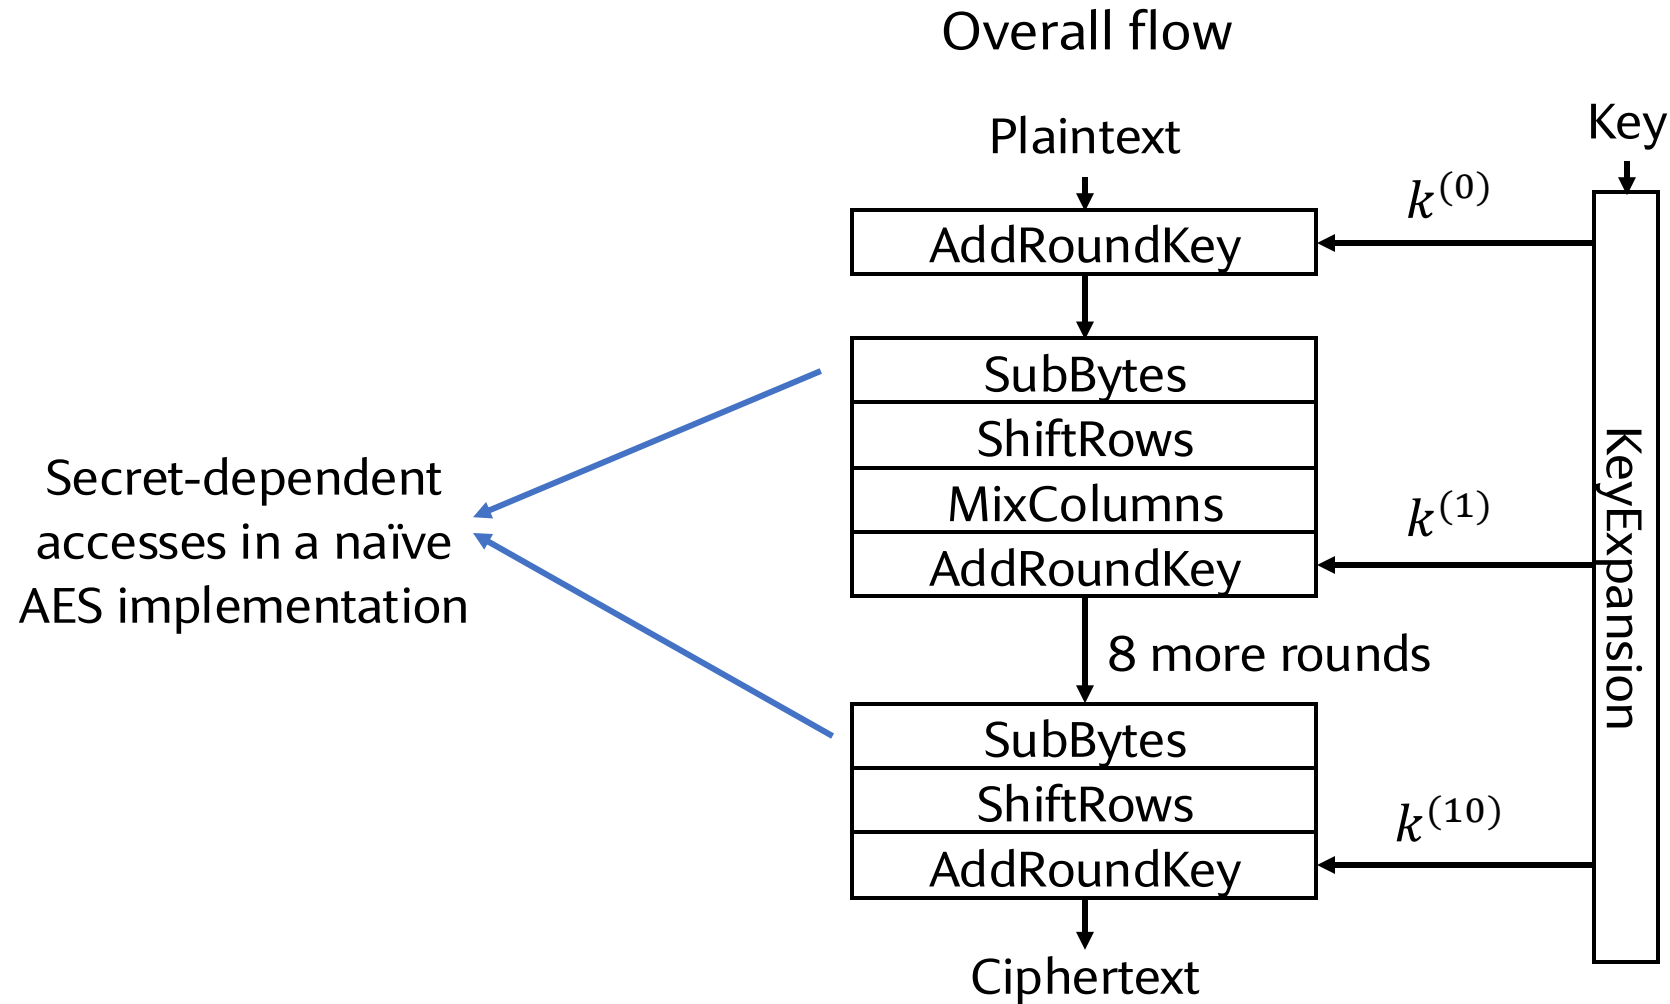 Overall flow
Plaintext
Key
k^(0)
AddRoundKey
SubBytes
ShiftRows
MixColumns
k^(1)
AddRoundKey
KeyExpansion
Secret-dependent
accesses in a naïve
AES implementation
8 more rounds
SubBytes
ShiftRows
k^(10)
AddRoundKey
Ciphertext